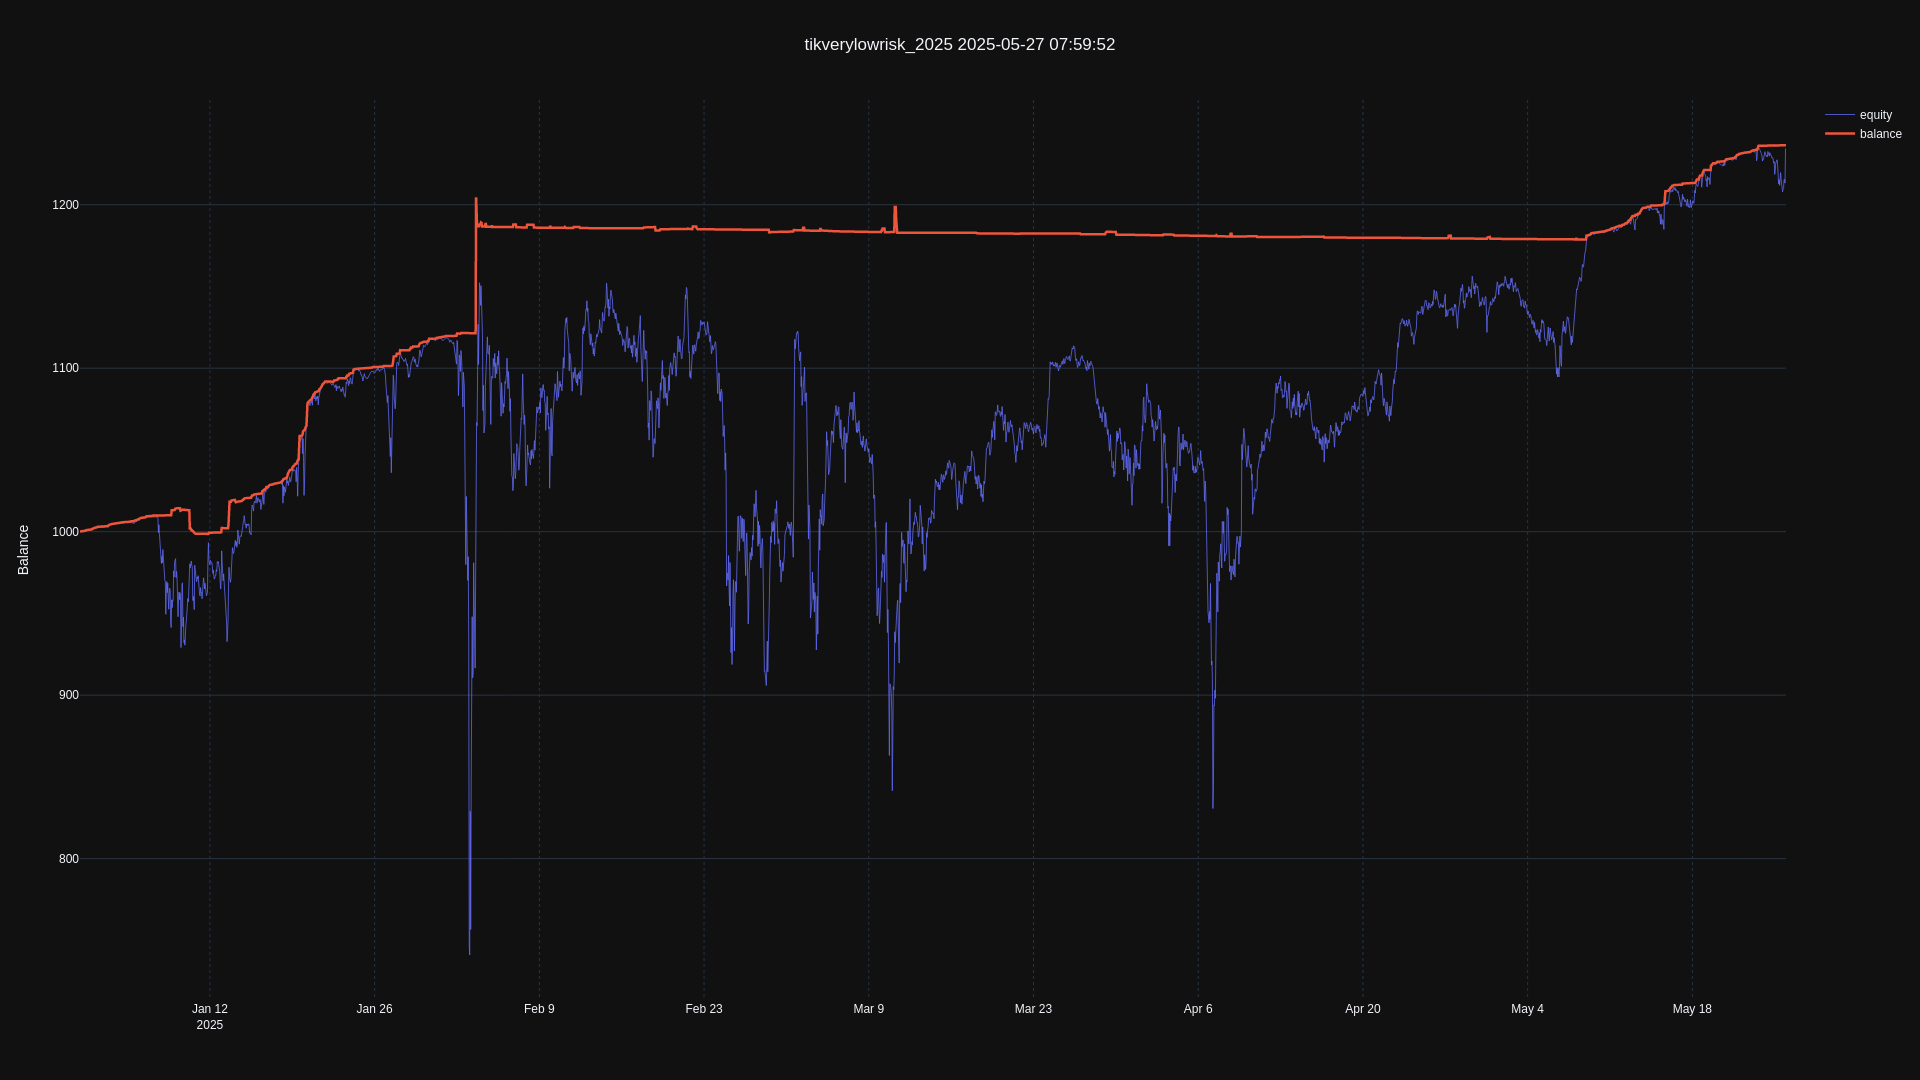 tikverylowrisk_2025 2025-05-27 07:59:52
equity
balance
Balance
1200
1100
1000
900
800
Jan 12
2025
Jan 26
Feb 9
Feb 23
Mar 9
Mar 23
Apr 6
Apr 20
May 4
May 18